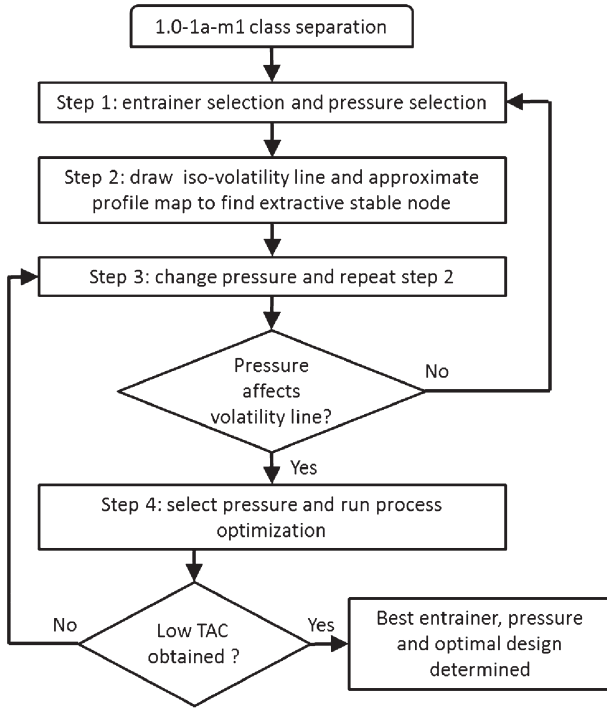 1.0-1a-m1 class separation
Step 1: entrainer selection and pressure selection
Step 2: draw iso-volatility line and approximate
profile map to find extractive stable node
Step 3: change pressure and repeat step 2
Pressure
affects
volatility line?
No
Yes
Step 4: select pressure and run process
optimization
No
Low TAC
obtained ?
Yes
Best entrainer, pressure
and optimal design
determined